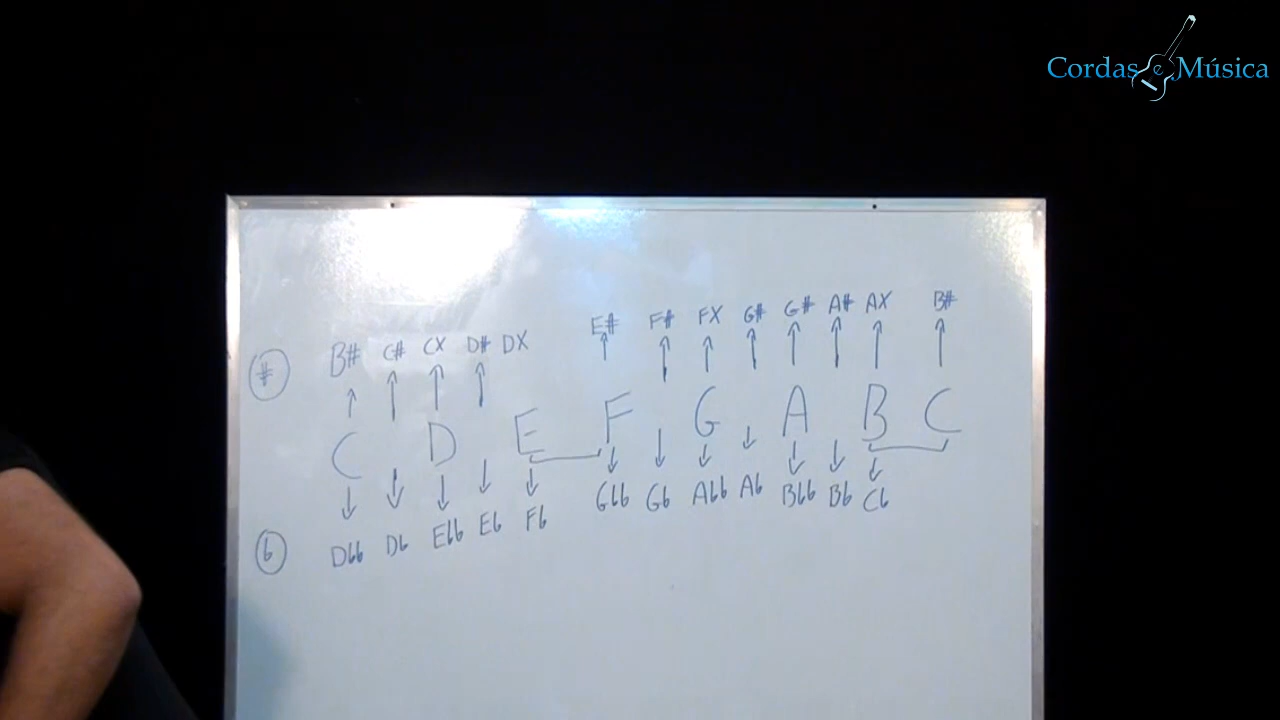 Cordas e Música
E# F# FX G# G# A# AX B#
# B# C# CX D# DX
C D E F G A B C
Gbb Gb Abb Ab Bbb Bb Cb
b Dbb Db Ebb Eb Fb